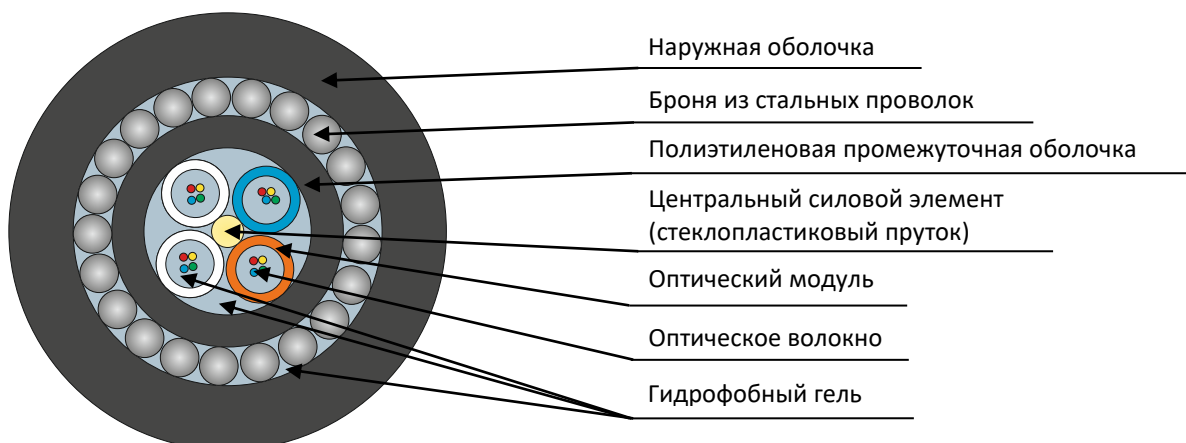 Наружная оболочка
Броня из стальных проволок
Полиэтиленовая промежуточная оболочка
Центральный силовой элемент
(стеклопластиковый пруток)
Оптический модуль
Оптическое волокно
Гидрофобный гель